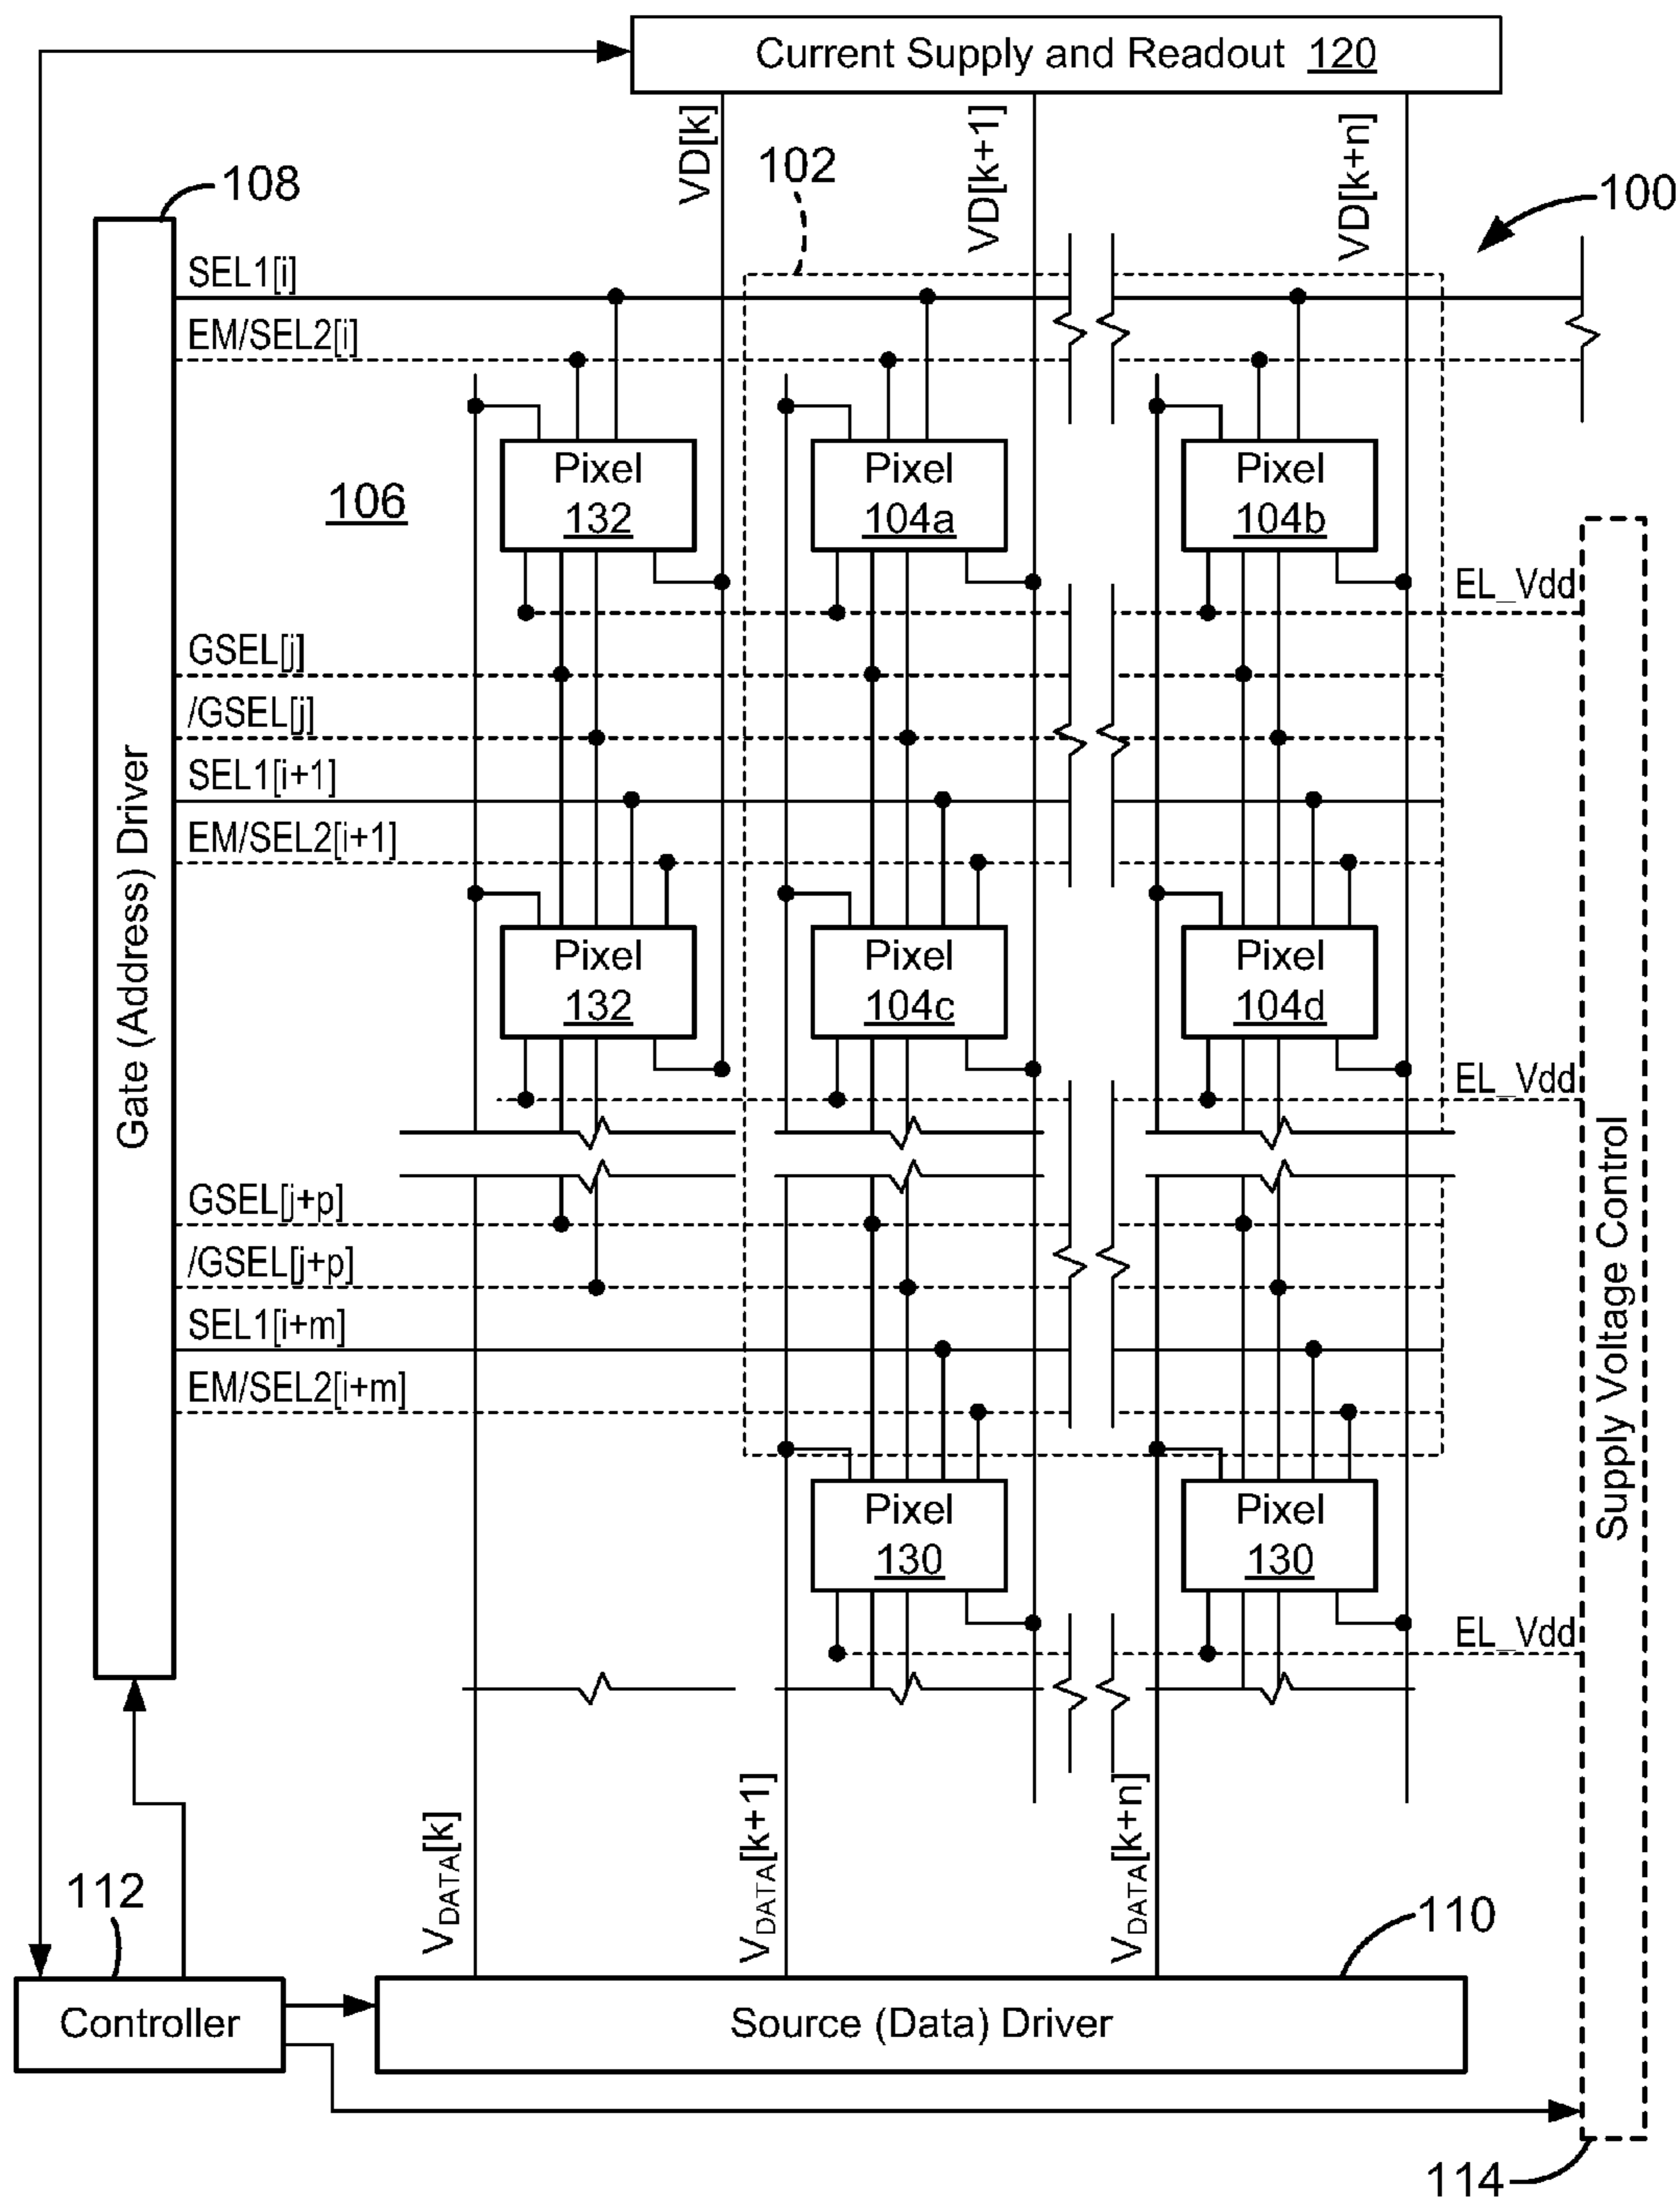 Current Supply and Readout 120
VD[k]
VD[k+1]
VD[k+n]
102
100
108
SEL1[i]
EM/SEL2[i]
Pixel
132
Pixel
104a
Pixel
104b
106
EL_Vdd
GSEL[j]
/GSEL[j]
SEL1[i+1]
EM/SEL2[i+1]
Gate (Address) Driver
Pixel
132
Pixel
104c
Pixel
104d
EL_Vdd
Supply Voltage Control
GSEL[j+p]
/GSEL[j+p]
SEL1[i+m]
EM/SEL2[i+m]
Pixel
130
Pixel
130
EL_Vdd
VDATA[k]
VDATA[k+1]
VDATA[k+n]
112
110
Controller
Source (Data) Driver
114